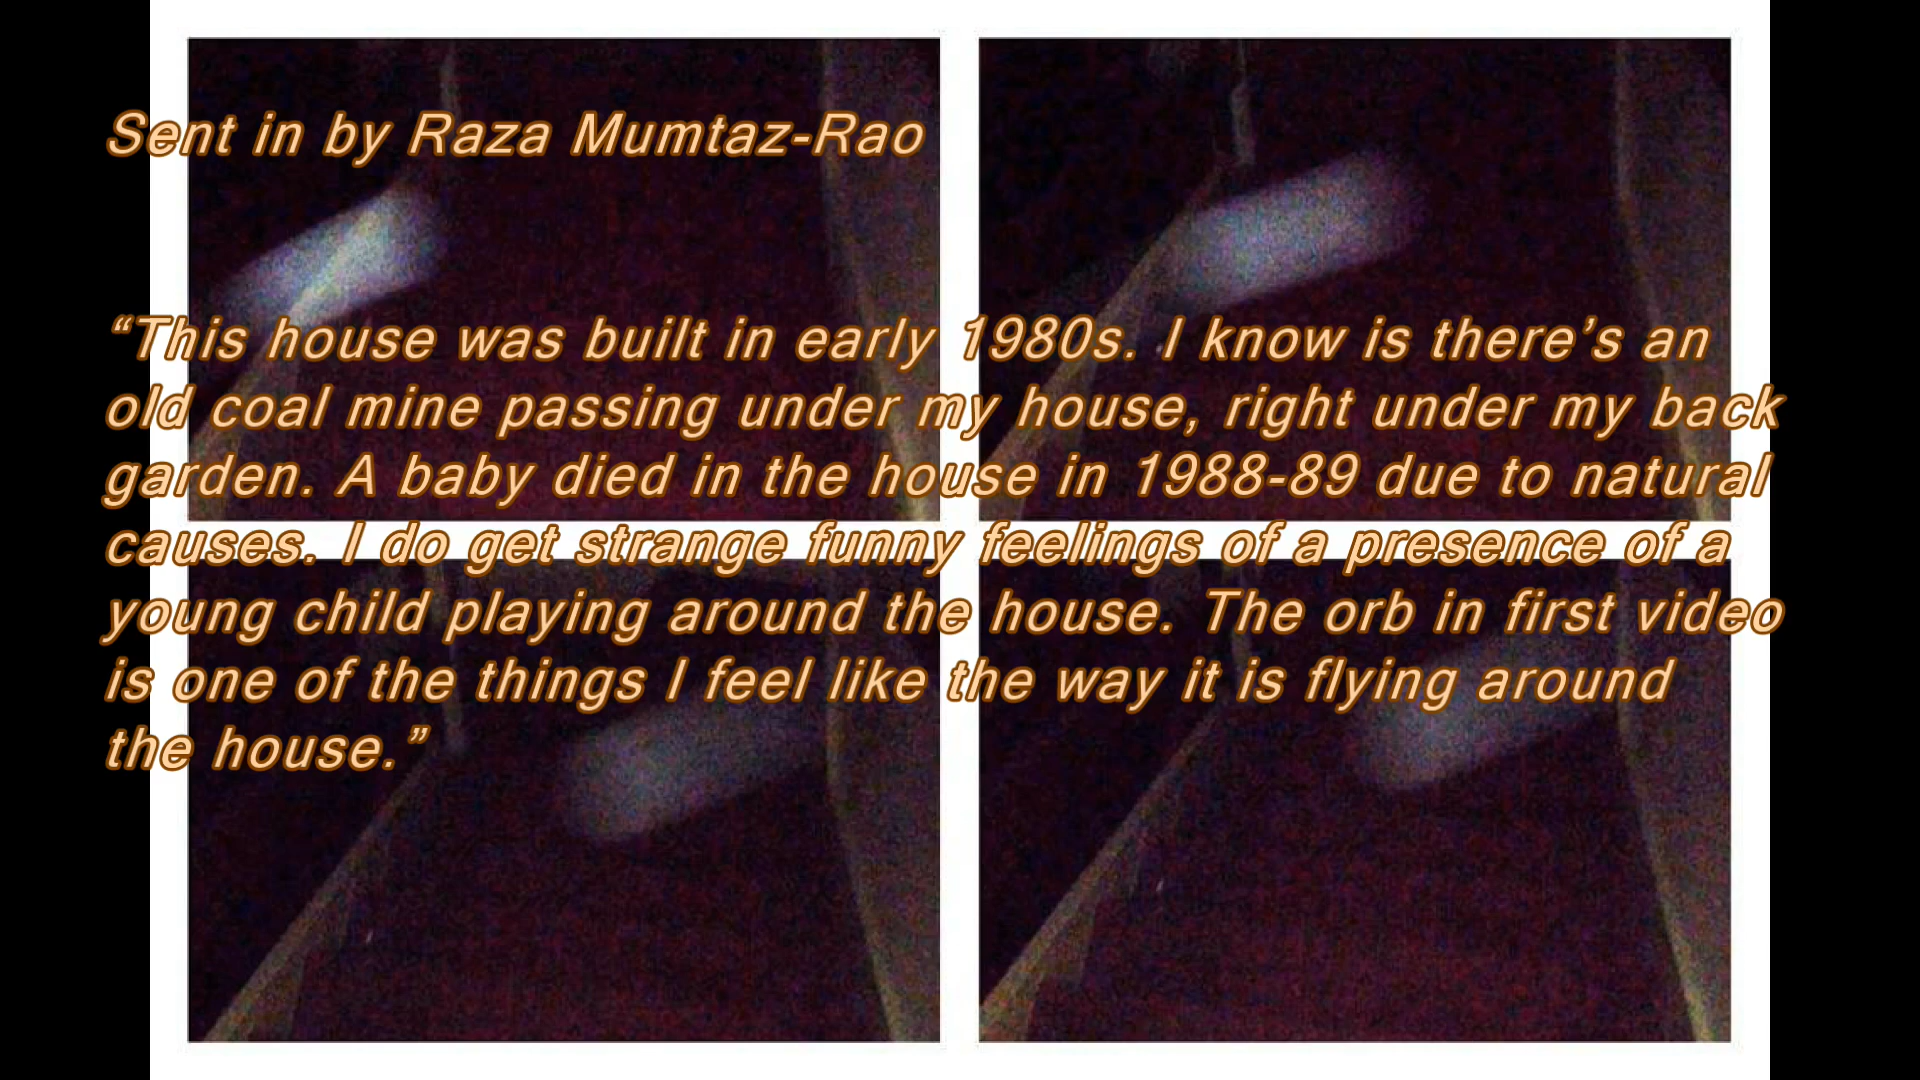 Sent in by Raza Mumtaz-Rao
“This house was built in early 1980s. I know is there’s an
old coal mine passing under my house, right under my back
garden. A baby died in the house in 1988-89 due to natural
causes. I do get strange funny feelings of a presence of a
young child playing around the house. The orb in first video
is one of the things I feel like the way it is flying around
the house.”